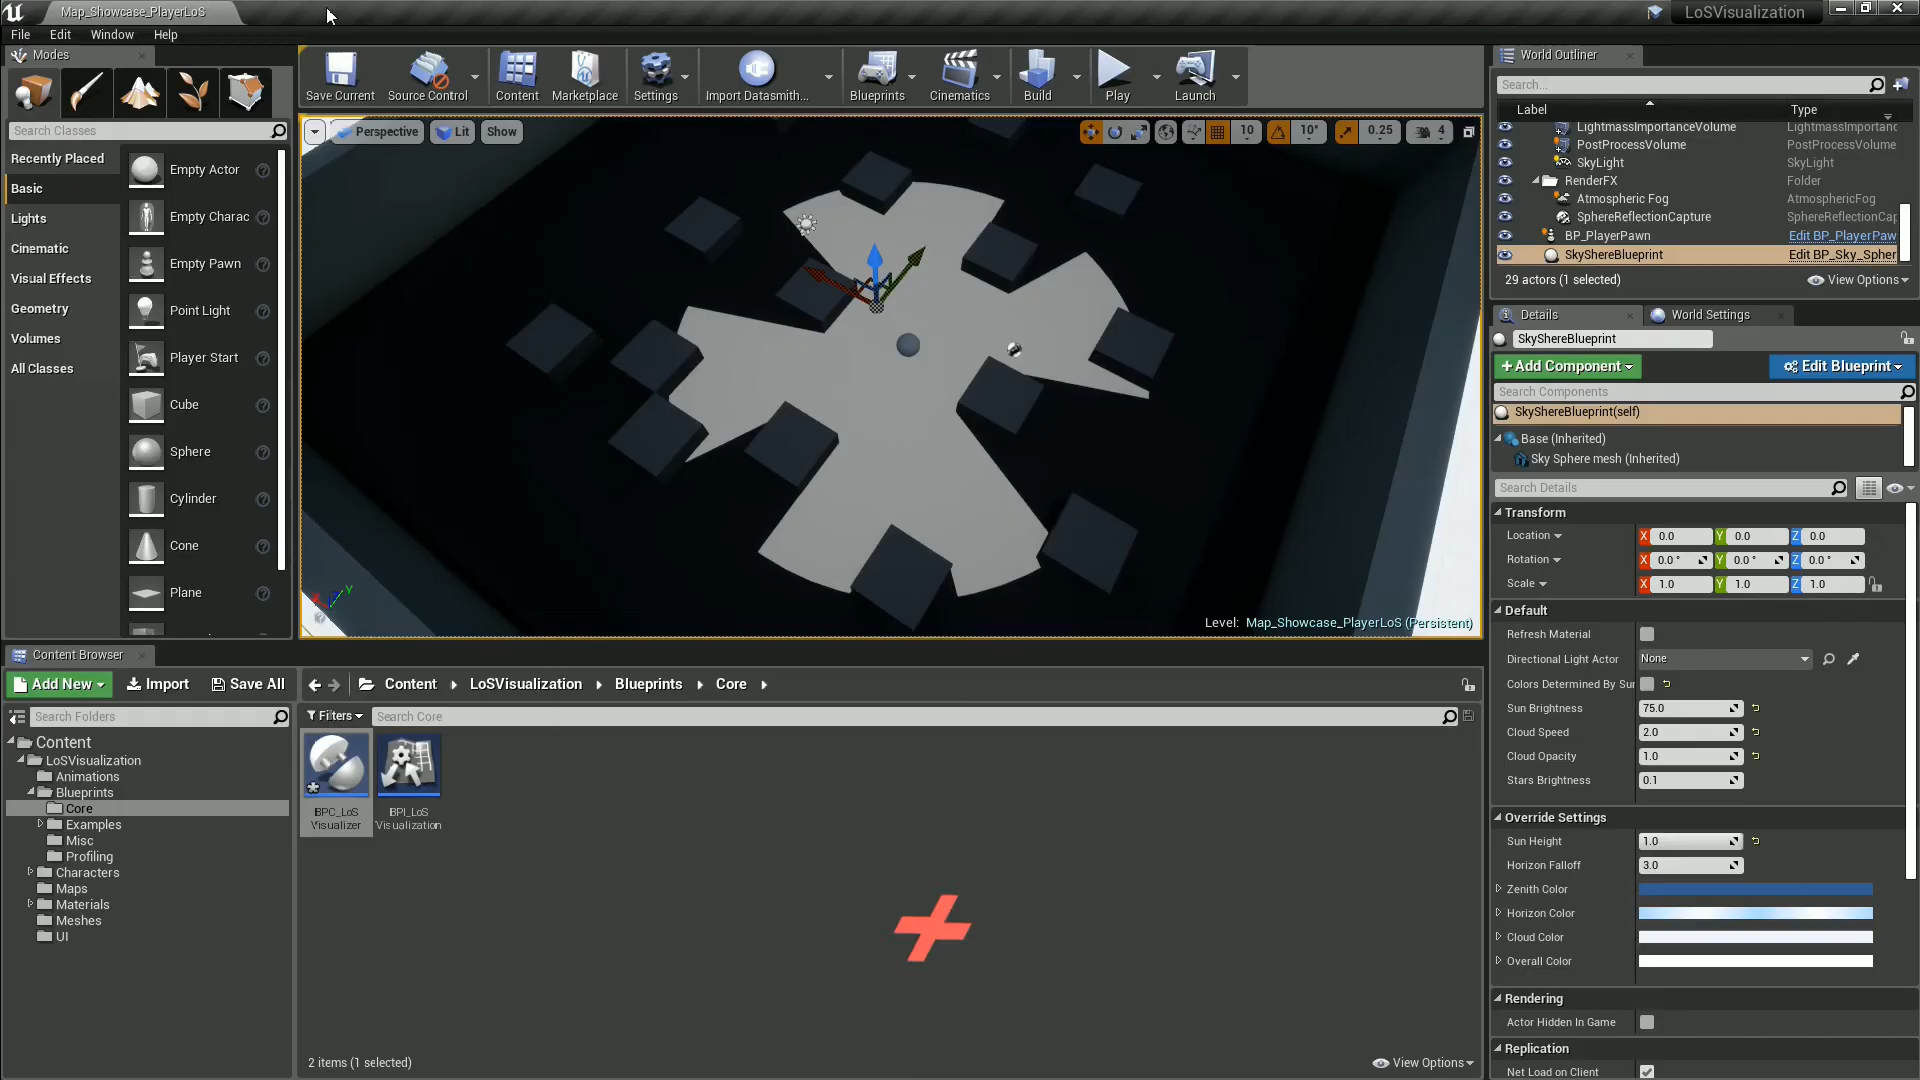 Map_Showcase_PlayerLoS
LoSVisualization
File Edit Window Help
Modes
Search Classes
Recently Placed
Basic
Lights
Cinematic
Visual Effects
Geometry
Volumes
All Classes
Empty Actor
Empty Charac
Empty Pawn
Point Light
Player Start
Cube
Sphere
Cylinder
Cone
Plane
Save Current
Source Control
Content
Marketplace
Settings
Import Datasmith...
Blueprints
Cinematics
Build
Play
Launch
Perspective
Lit
Show
10
10°
0.25
4
Level: Map_Showcase_PlayerLoS (Persistent)
World Outliner
Search...
Label Type
LightmassImportanceVolume LightmassImportanc
PostProcessVolume PostProcessVolume
SkyLight SkyLight
RenderFX Folder
Atmospheric Fog AtmosphericFog
SphereReflectionCapture SphereReflectionCap
BP_PlayerPawn Edit BP_PlayerPaw
SkyShereBlueprint Edit BP_Sky_Spher
29 actors (1 selected)
View Options
Details
World Settings
SkyShereBlueprint
+Add Component
Edit Blueprint
Search Components
SkyShereBlueprint(self)
Base (Inherited)
Sky Sphere mesh (Inherited)
Search Details
Transform
Location X 0.0 Y 0.0 Z 0.0
Rotation X 0.0 ° Y 0.0 ° Z 0.0 °
Scale X 1.0 Y 1.0 Z 1.0
Default
Refresh Material
Directional Light Actor None
Colors Determined By Sun
Sun Brightness 75.0
Cloud Speed 2.0
Cloud Opacity 1.0
Stars Brightness 0.1
Override Settings
Sun Height 1.0
Horizon Falloff 3.0
Zenith Color
Horizon Color
Cloud Color
Overall Color
Rendering
Actor Hidden In Game
Replication
Net Load on Client
Content Browser
Add New
Import
Save All
Content LoSVisualization Blueprints Core
Search Folders
Filters
Search Core
Content
LoSVisualization
Animations
Blueprints
Core
Examples
Misc
Profiling
Characters
Maps
Materials
Meshes
UI
BPC_LoS
Visualizer
BPI_LoS
Visualization
2 items (1 selected)
View Options